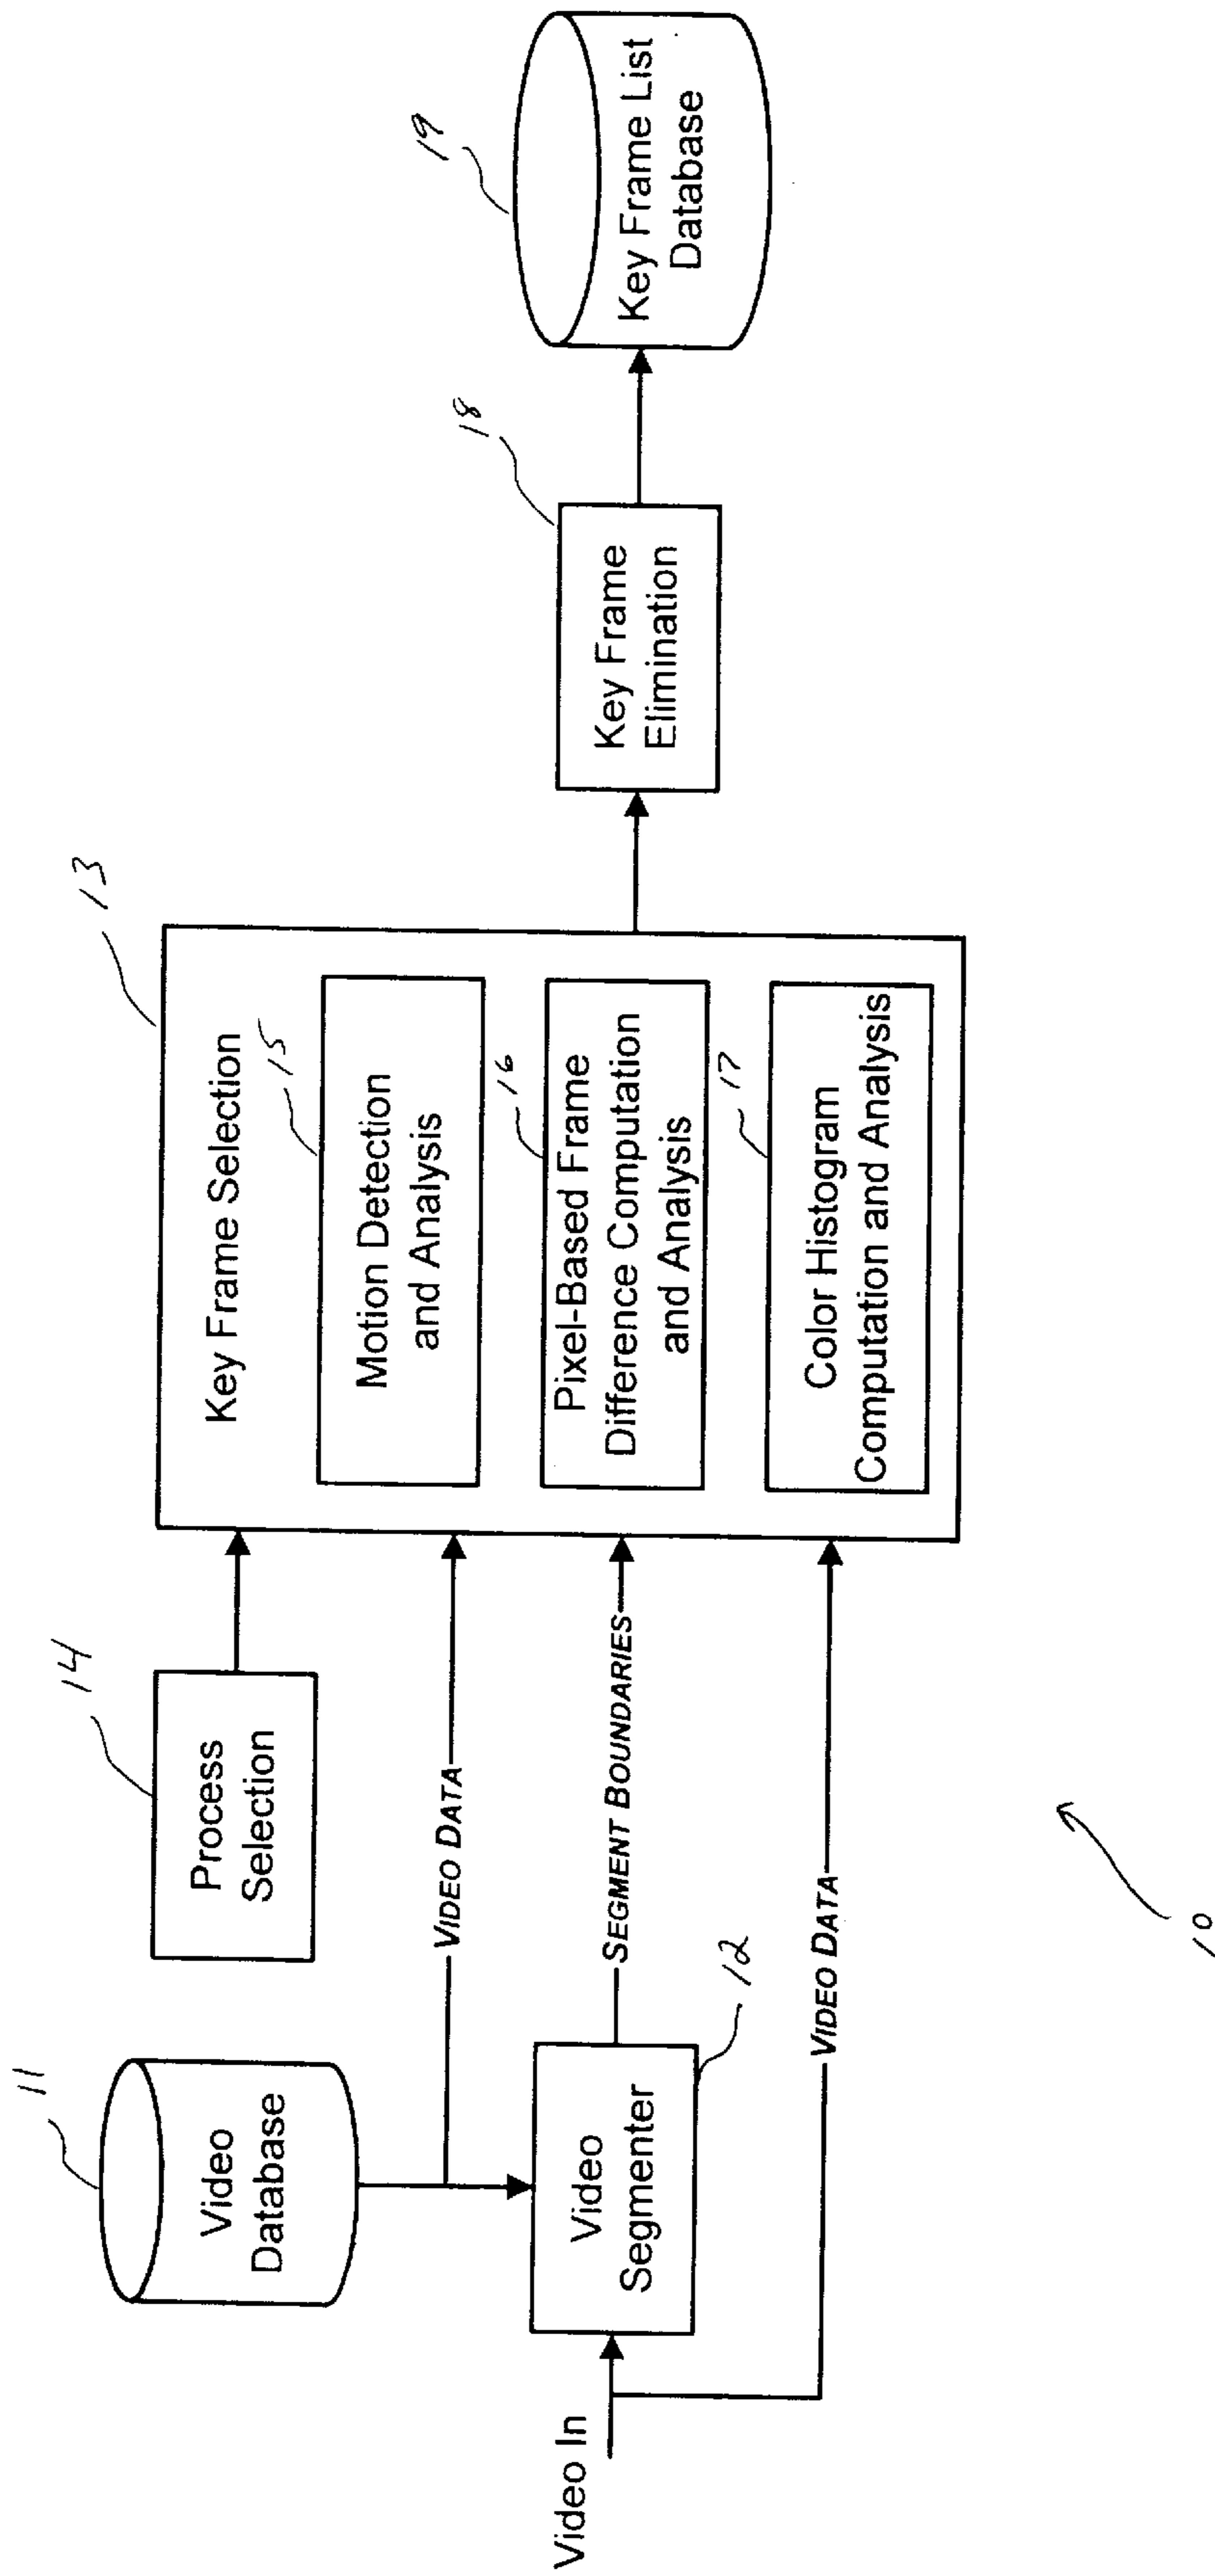 11
Video
Database
14
Process
Selection
13
Key Frame Selection
15
Motion Detection
and Analysis
16
Pixel-Based Frame
Difference Computation
and Analysis
17
Color Histogram
Computation and Analysis
VIDEO DATA
SEGMENT BOUNDARIES
VIDEO DATA
Video In
Video
Segmenter
12
18
Key Frame
Elimination
19
Key Frame List
Database
10